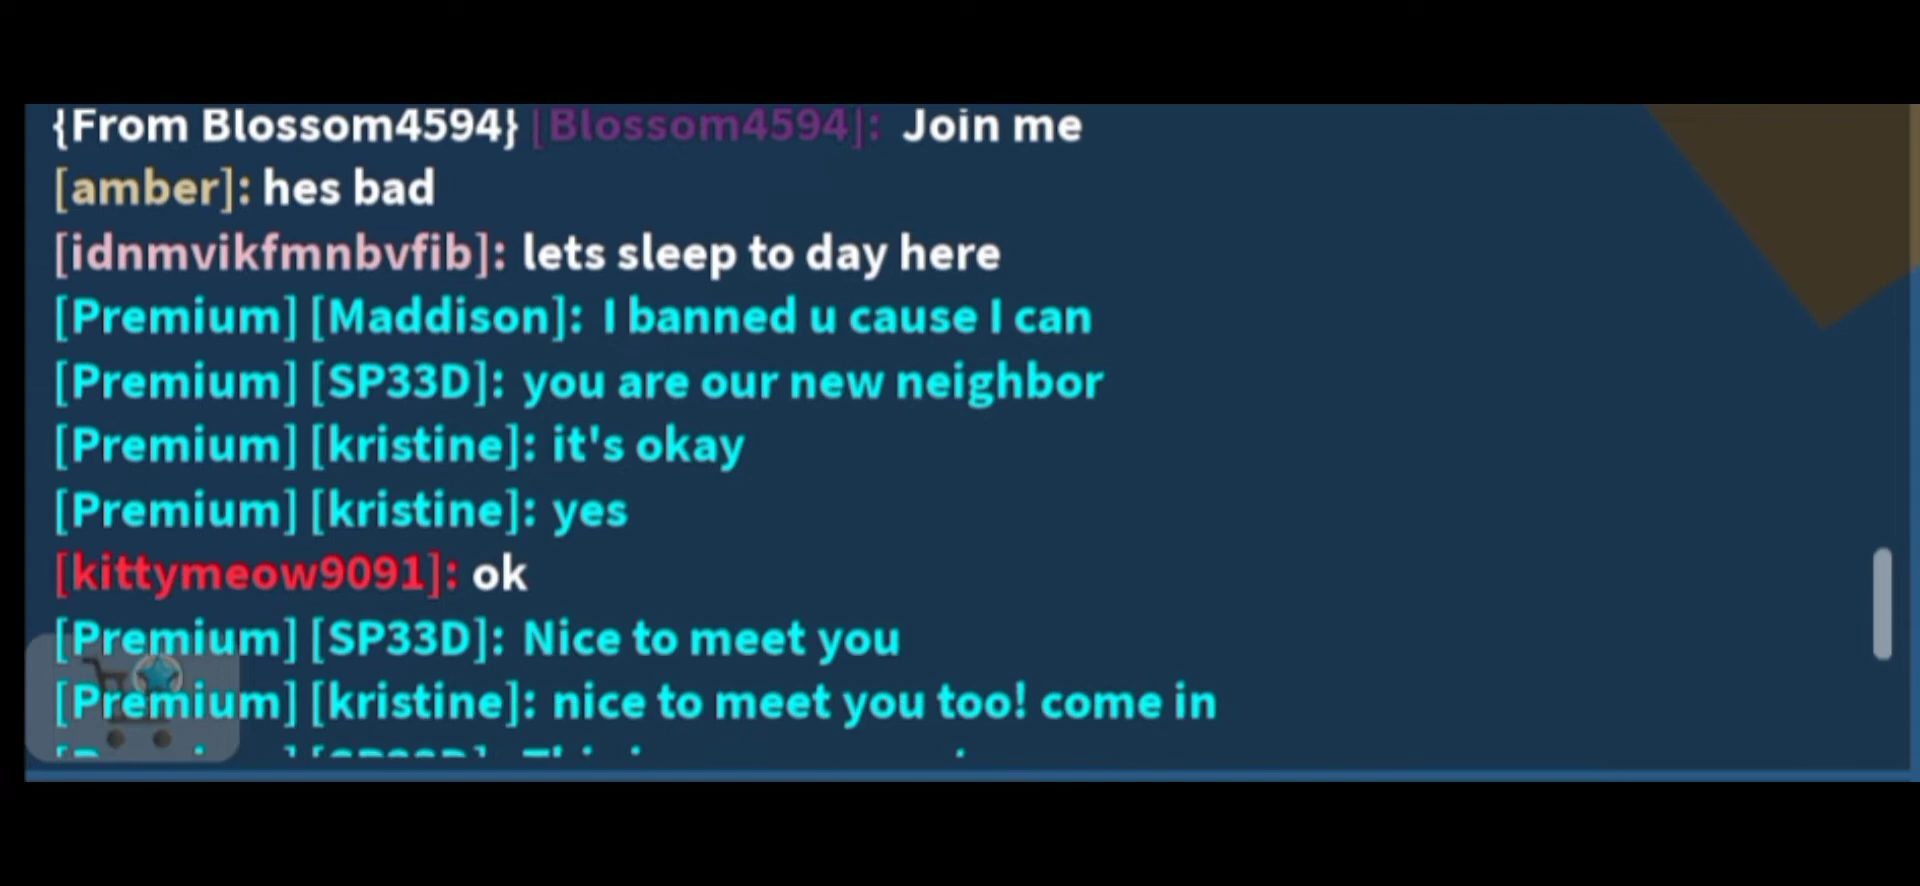 {From Blossom4594} [Blossom4594]: Join me
[amber]: hes bad
[idnmvikfmnbvfib]: lets sleep to day here
[Premium] [Maddison]: I banned u cause I can
[Premium] [SP33D]: you are our new neighbor
[Premium] [kristine]: it's okay
[Premium] [kristine]: yes
[kittymeow9091]: ok
[Premium] [SP33D]: Nice to meet you
[Premium] [kristine]: nice to meet you too! come in
[Premium] [SP33D]: